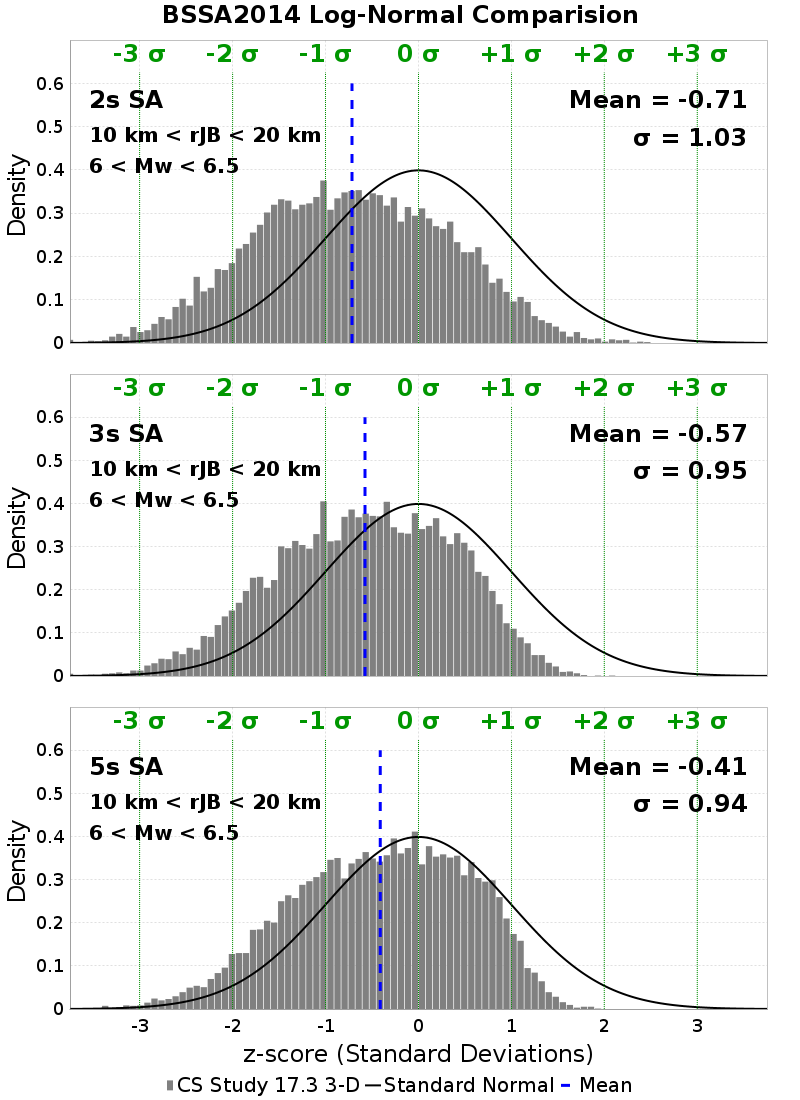 BSSA2014 Log-Normal Comparision
-3 σ -2 σ -1 σ 0 σ +1 σ +2 σ +3 σ
0.6
2s SA Mean = -0.71
0.5
10 km < rJB < 20 km σ = 1.03
0.4
6 < Mw < 6.5
Density
0.3
0.2
0.1
0
-3 σ -2 σ -1 σ 0 σ +1 σ +2 σ +3 σ
0.6
3s SA Mean = -0.57
0.5
10 km < rJB < 20 km σ = 0.95
0.4
6 < Mw < 6.5
Density
0.3
0.2
0.1
0
-3 σ -2 σ -1 σ 0 σ +1 σ +2 σ +3 σ
0.6
5s SA Mean = -0.41
0.5
10 km < rJB < 20 km σ = 0.94
0.4
6 < Mw < 6.5
Density
0.3
0.2
0.1
0
-3 -2 -1 0 1 2 3
z-score (Standard Deviations)
CS Study 17.3 3-D Standard Normal Mean